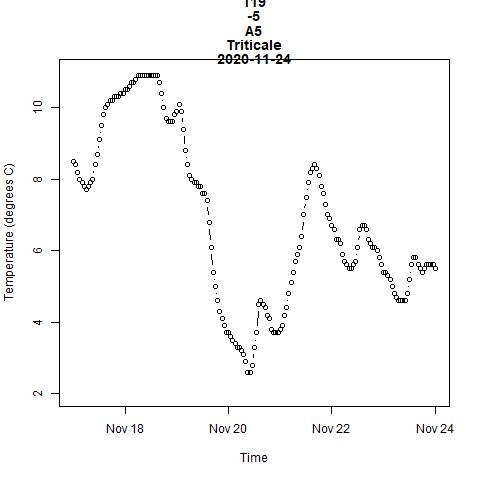 T19
-5
A5
Triticale
2020-11-24
Temperature (degrees C)
10
8
6
4
2
Nov 18 Nov 20 Nov 22 Nov 24
Time